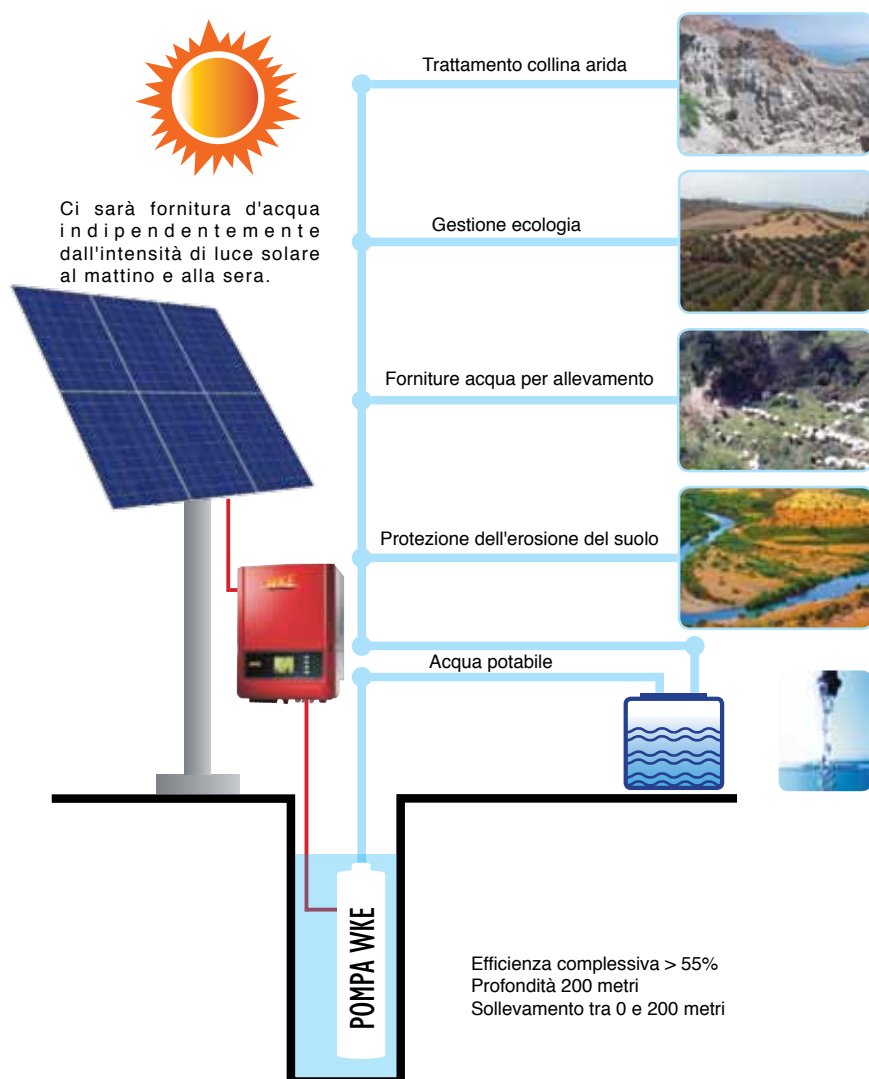 Trattamento collina arida
Ci sarà fornitura d'acqua
indipendentemente
dall'intensità di luce solare
al mattino e alla sera.
Gestione ecologia
Forniture acqua per allevamento
Protezione dell'erosione del suolo
WKE
Acqua potabile
POMPA WKE
Efficienza complessiva > 55%
Profondità 200 metri
Sollevamento tra 0 e 200 metri